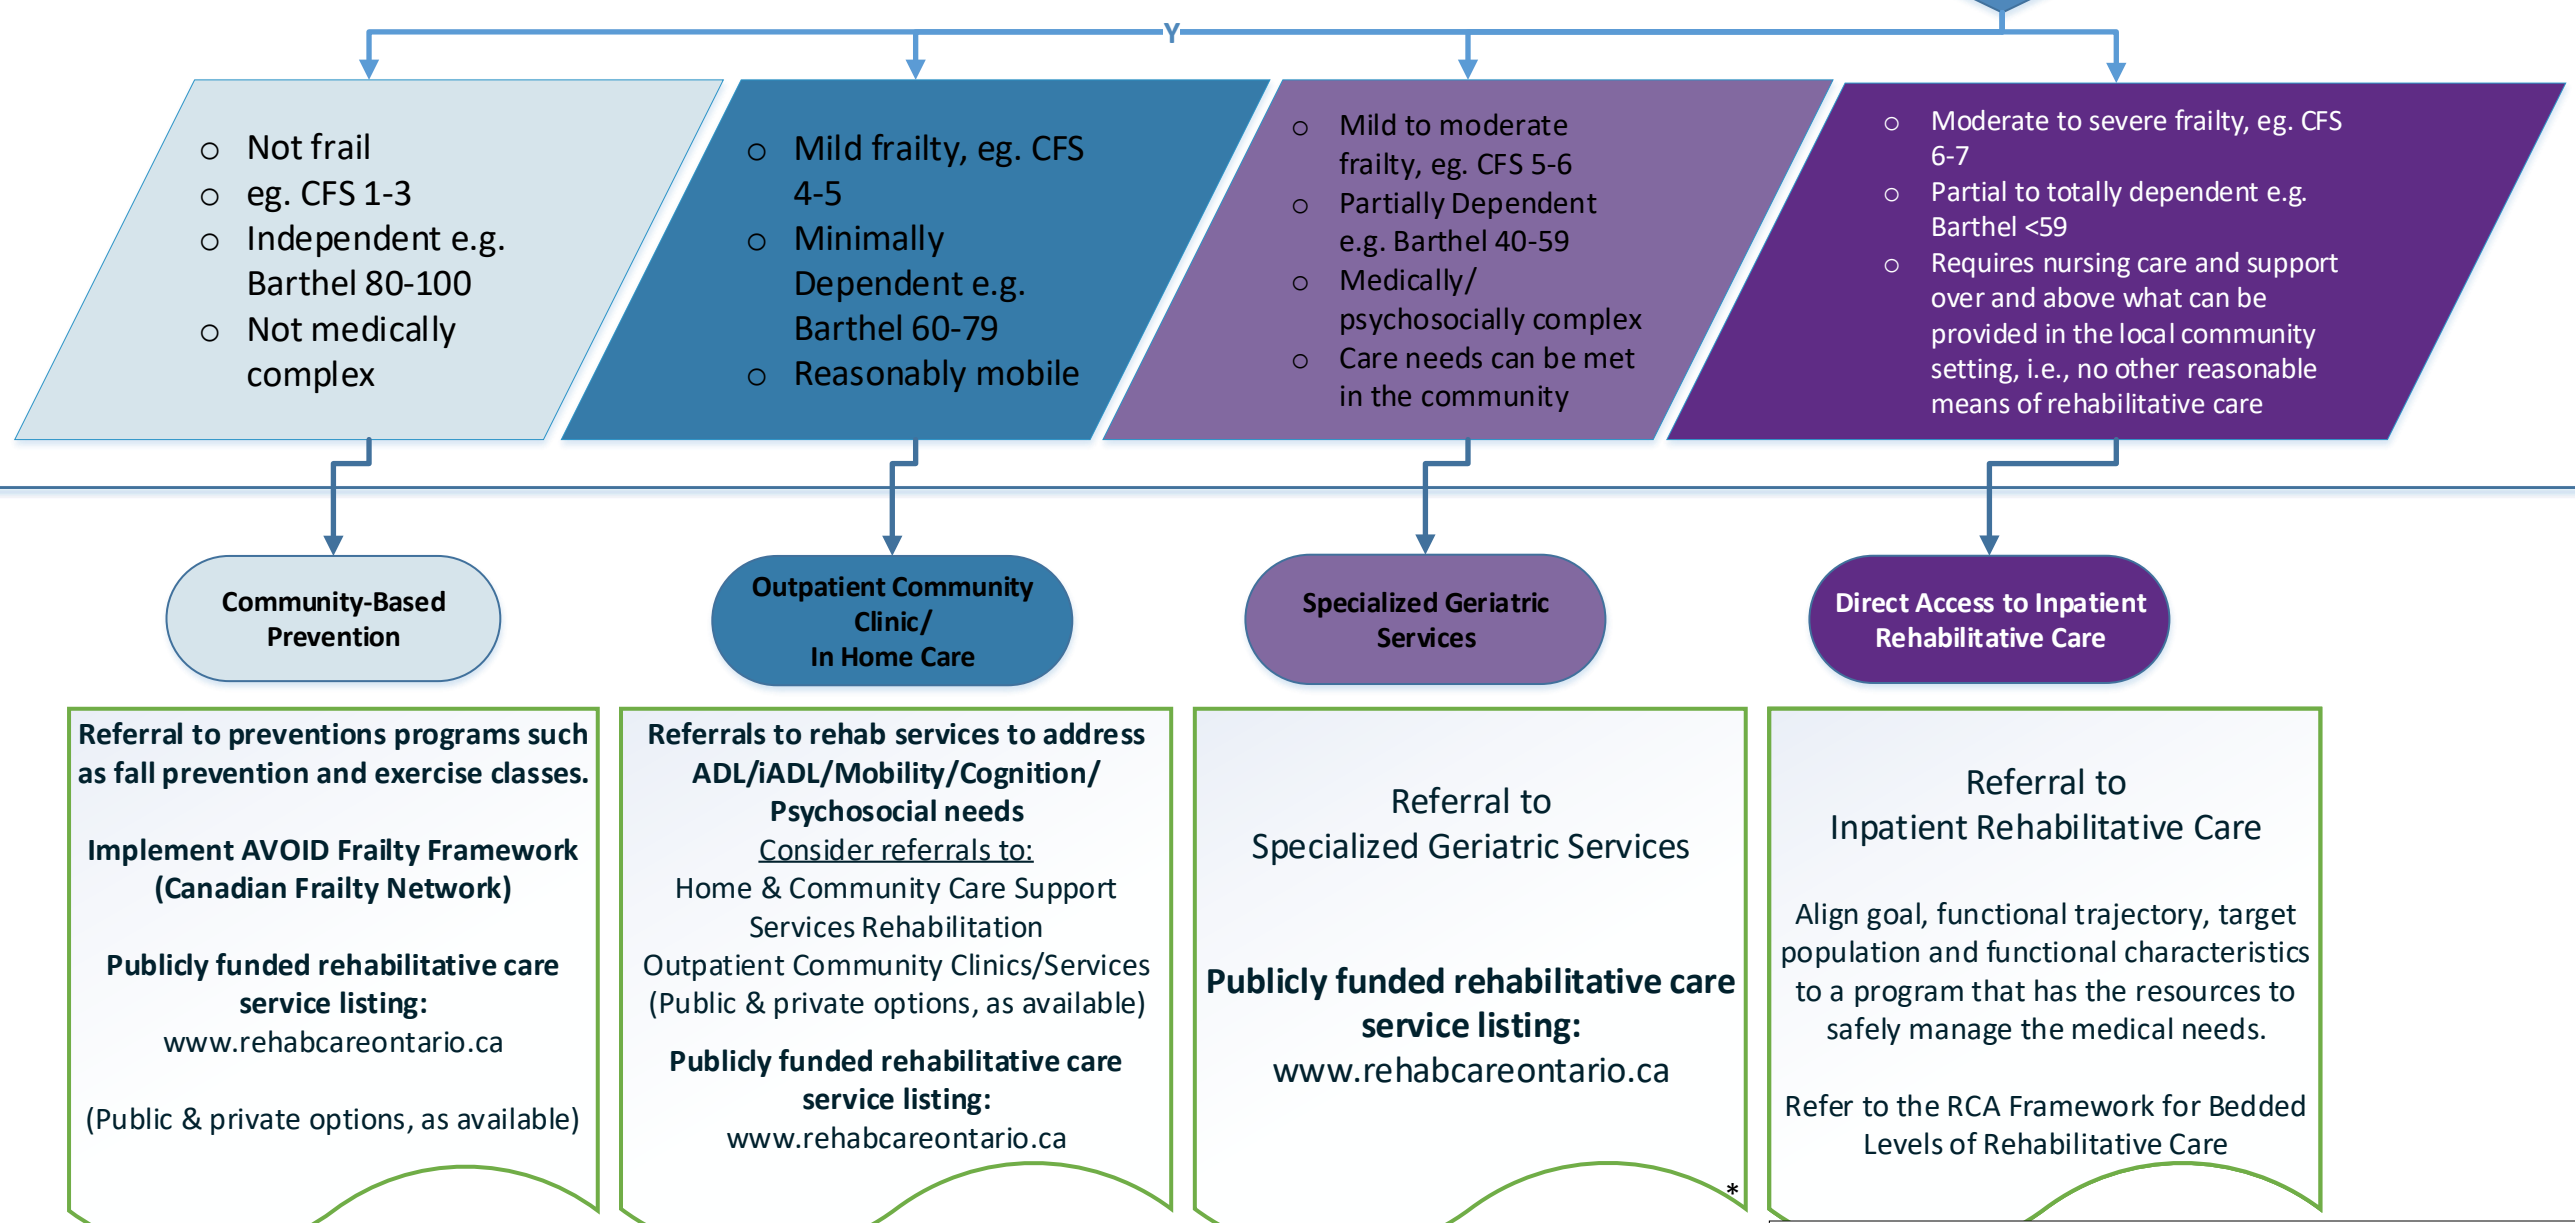 Y
○ Not frail
○ eg. CFS 1-3
○ Independent e.g.
Barthel 80-100
○ Not medically
complex
○ Mild frailty, eg. CFS
4-5
○ Minimally
Dependent e.g.
Barthel 60-79
○ Reasonably mobile
○ Mild to moderate
frailty, eg. CFS 5-6
○ Partially Dependent
e.g. Barthel 40-59
○ Medically/
psychosocially complex
○ Care needs can be met
in the community
○ Moderate to severe frailty, eg. CFS
6-7
○ Partial to totally dependent e.g.
Barthel <59
○ Requires nursing care and support
over and above what can be
provided in the local community
setting, i.e., no other reasonable
means of rehabilitative care
Community-Based
Prevention
Outpatient Community
Clinic/
In Home Care
Specialized Geriatric
Services
Direct Access to Inpatient
Rehabilitative Care
Referral to preventions programs such
as fall prevention and exercise classes.
Implement AVOID Frailty Framework
(Canadian Frailty Network)
Publicly funded rehabilitative care
service listing:
www.rehabcareontario.ca
(Public & private options, as available)
Referrals to rehab services to address
ADL/iADL/Mobility/Cognition/
Psychosocial needs
Consider referrals to:
Home & Community Care Support
Services Rehabilitation
Outpatient Community Clinics/Services
(Public & private options, as available)
Publicly funded rehabilitative care
service listing:
www.rehabcareontario.ca
Referral to
Specialized Geriatric Services
Publicly funded rehabilitative care
service listing:
www.rehabcareontario.ca
*
Referral to
Inpatient Rehabilitative Care
Align goal, functional trajectory, target
population and functional characteristics
to a program that has the resources to
safely manage the medical needs.
Refer to the RCA Framework for Bedded
Levels of Rehabilitative Care